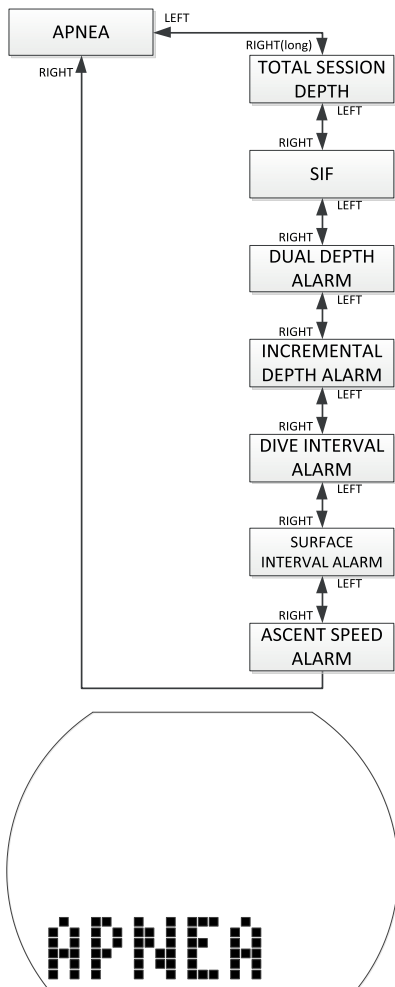 APNEA
LEFT
RIGHT(long)
RIGHT
TOTAL SESSION
DEPTH
LEFT
RIGHT
SIF
LEFT
RIGHT
DUAL DEPTH
ALARM
LEFT
RIGHT
INCREMENTAL
DEPTH ALARM
LEFT
RIGHT
DIVE INTERVAL
ALARM
LEFT
RIGHT
SURFACE
INTERVAL ALARM
LEFT
RIGHT
ASCENT SPEED
ALARM
APNEA